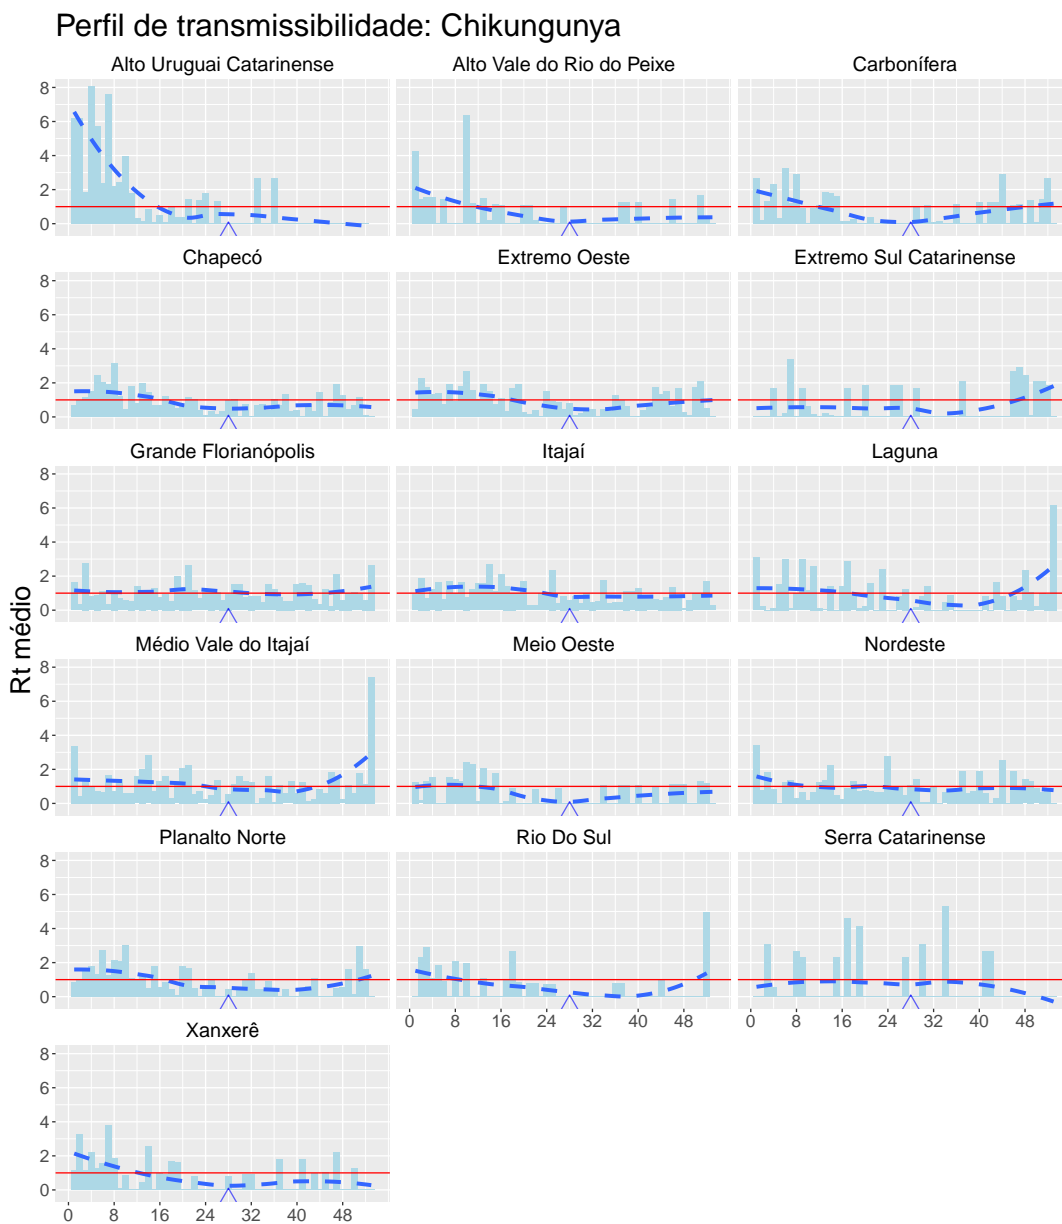 Perfil de transmissibilidade: Chikungunya
Alto Uruguai Catarinense
Alto Vale do Rio do Peixe
Carbonífera
8
6
4
2
0
Chapecó
Extremo Oeste
Extremo Sul Catarinense
8
6
4
2
0
Grande Florianópolis
Itajaí
Laguna
8
6
4
2
0
Rt médio
Médio Vale do Itajaí
Meio Oeste
Nordeste
8
6
4
2
0
Planalto Norte
Rio Do Sul
Serra Catarinense
8
6
4
2
0
0 8 16 24 32 40 48
0 8 16 24 32 40 48
Xanxerê
8
6
4
2
0
0 8 16 24 32 40 48